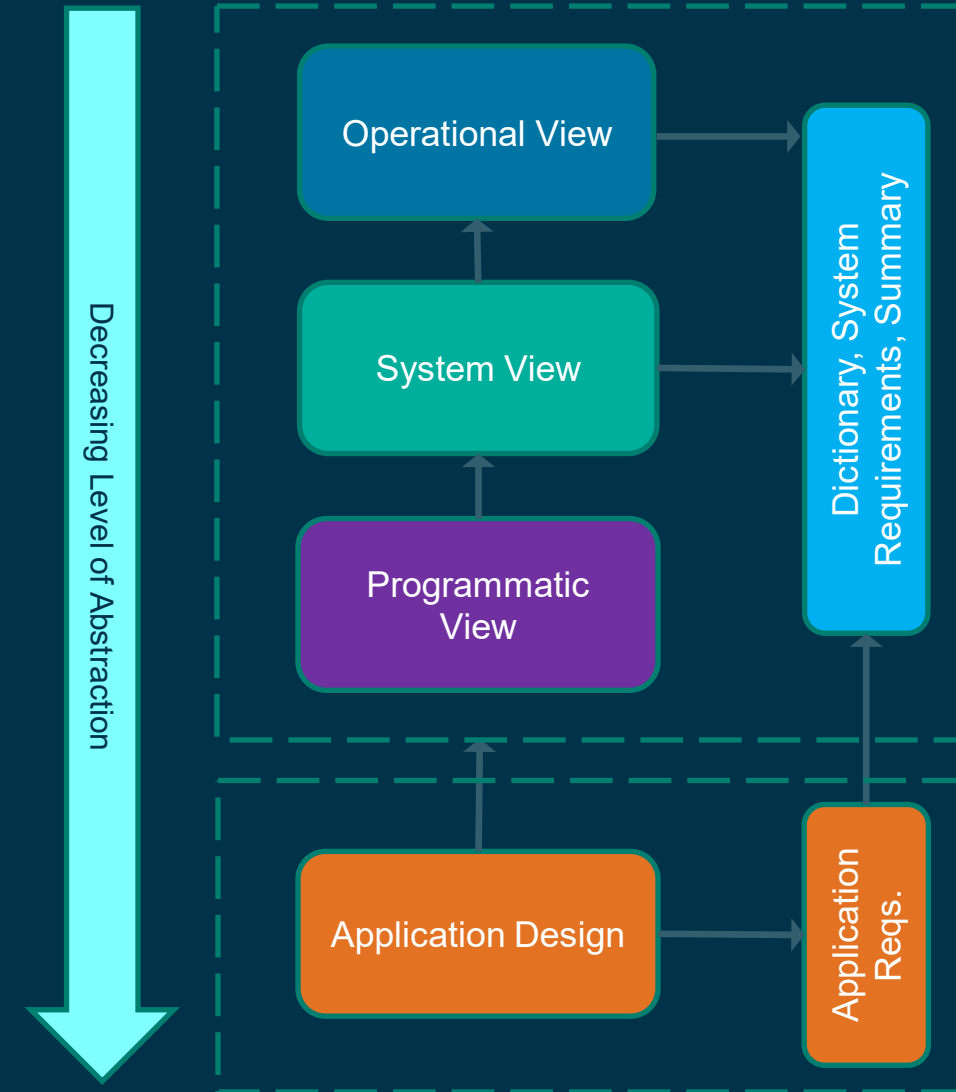 Decreasing Level of Abstraction
Operational View
System View
Programmatic
View
Dictionary, System
Requirements, Summary
Application Design
Application
Reqs.